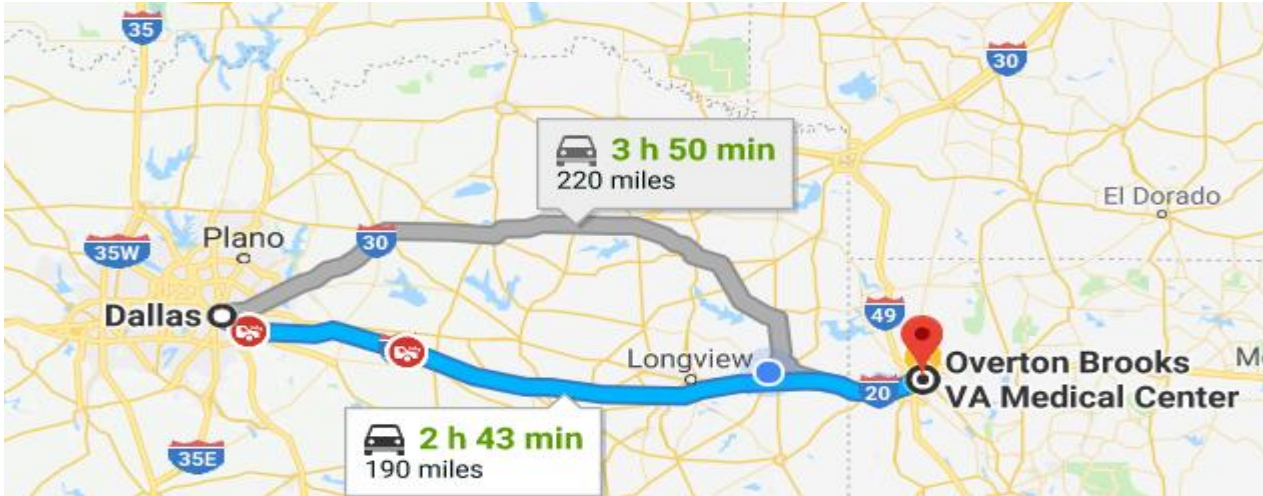 35
30
3 h 50 min
220 miles
El Dorado
Plano
35W
30
Dallas
49
Longview
Overton Brooks
VA Medical Center
20
2 h 43 min
190 miles
35E